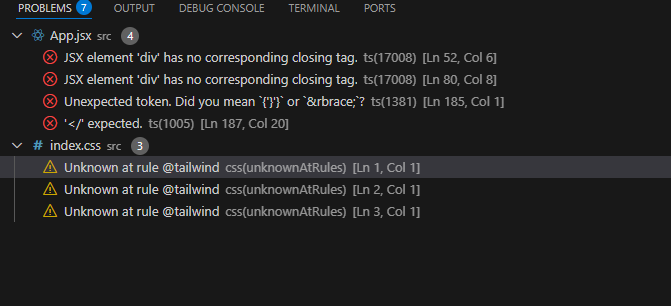 PROBLEMS 7 OUTPUT DEBUG CONSOLE TERMINAL PORTS
App.jsx src 4
JSX element 'div' has no corresponding closing tag. ts(17008) [Ln 52, Col 6]
JSX element 'div' has no corresponding closing tag. ts(17008) [Ln 80, Col 8]
Unexpected token. Did you mean `{'}'}` or `&rbrace;`? ts(1381) [Ln 185, Col 1]
'</' expected. ts(1005) [Ln 187, Col 20]
# index.css src 3
Unknown at rule @tailwind css(unknownAtRules) [Ln 1, Col 1]
Unknown at rule @tailwind css(unknownAtRules) [Ln 2, Col 1]
Unknown at rule @tailwind css(unknownAtRules) [Ln 3, Col 1]